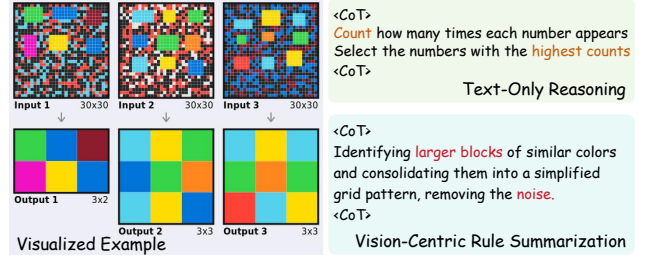 Input 1 30x30
Input 2 30x30
Input 3 30x30
Output 1 3x2
Output 2 3x3
Output 3 3x3
Visualized Example
<CoT>
Count how many times each number appears
Select the numbers with the highest counts
<CoT>
Text-Only Reasoning
<CoT>
Identifying larger blocks of similar colors
and consolidating them into a simplified
grid pattern, removing the noise.
<CoT>
Vision-Centric Rule Summarization